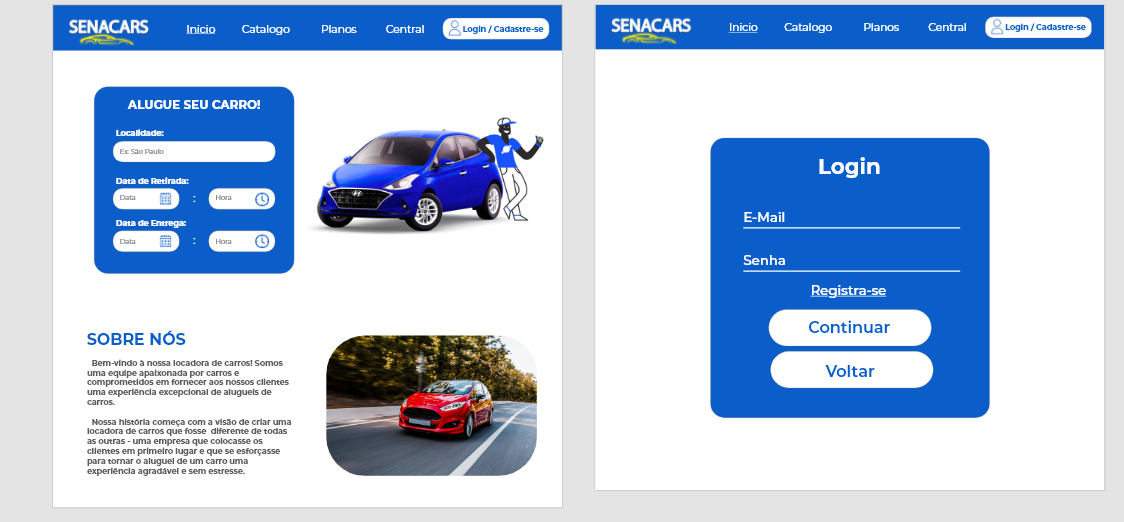 SENACARS
Início
Catalogo
Planos
Central
Login / Cadastre-se
ALUGUE SEU CARRO!
Localidade:
Ex: São Paulo
Data de Retirada:
Data
:
Hora
Data de Entrega:
Data
:
Hora
SOBRE NÓS
Bem-vindo à nossa locadora de carros! Somos
uma equipe apaixonada por carros e
comprometidos em fornecer aos nossos clientes
uma experiência excepcional de alugueis de
carros.
Nossa história começa com a visão de criar uma
locadora de carros que fosse diferente de todas
as outras - uma empresa que colocasse os
clientes em primeiro lugar e que se esforçasse
para tornar o aluguel de um carro uma
experiência agradável e sem estresse.
SENACARS
Início
Catalogo
Planos
Central
Login / Cadastre-se
Login
E-Mail
Senha
Registra-se
Continuar
Voltar